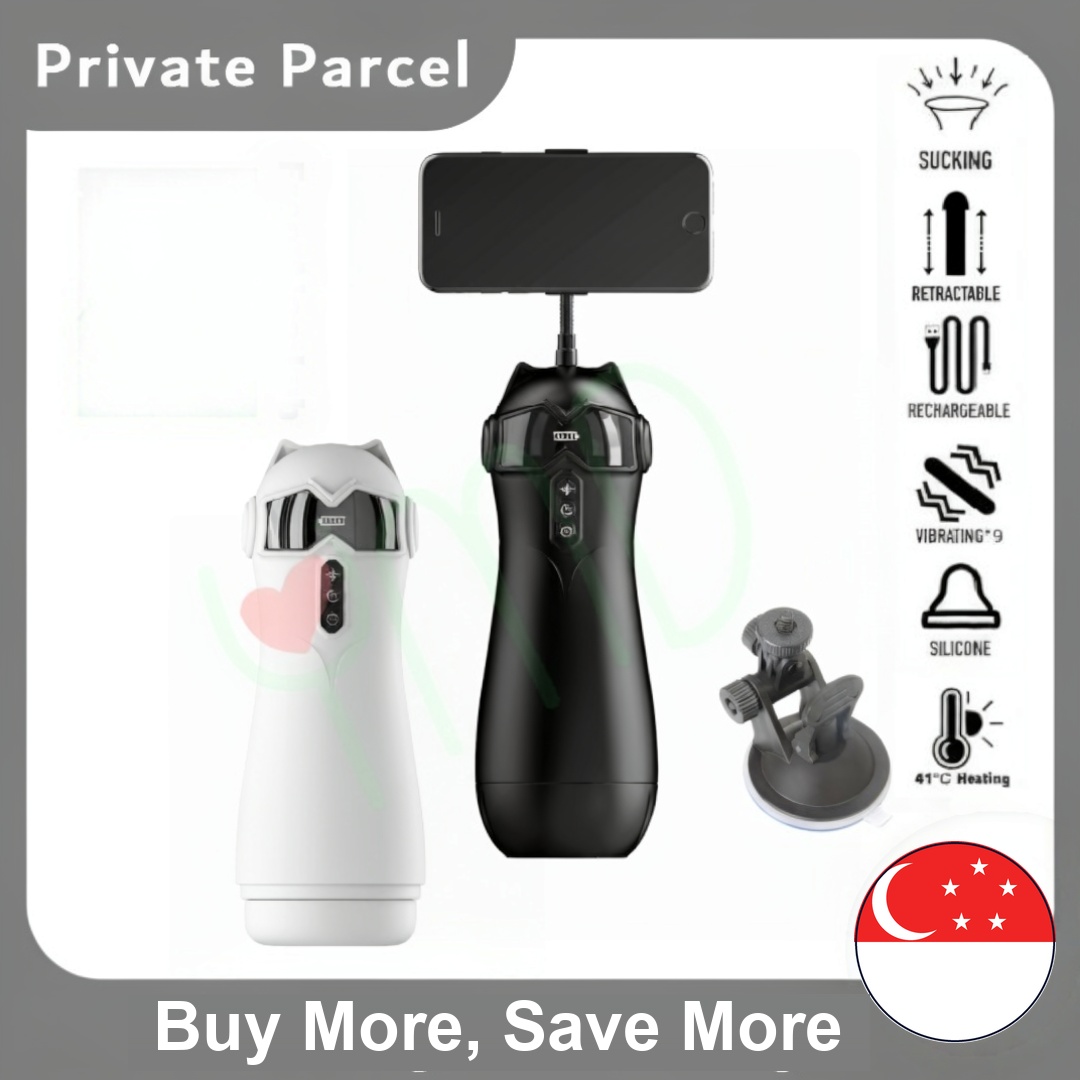 Private Parcel
SUCKING
RETRACTABLE
RECHARGEABLE
VIBRATING*9
SILICONE
41°C Heating
Buy More, Save More